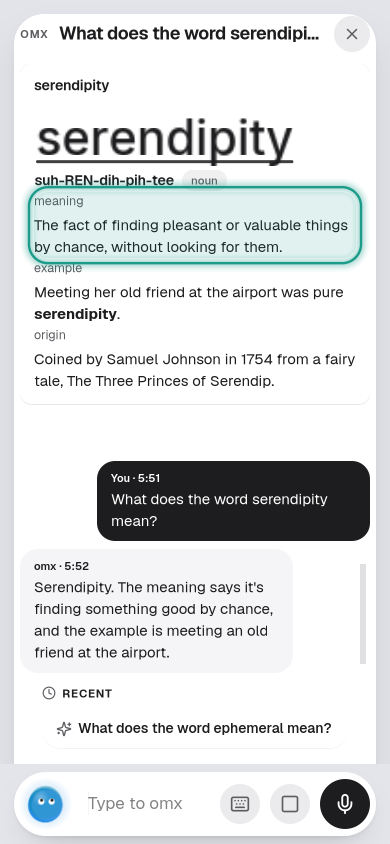 OMX What does the word serendipi...
serendipity
serendipity
suh-REN-dih-pih-tee noun
meaning
The fact of finding pleasant or valuable things
by chance, without looking for them.
example
Meeting her old friend at the airport was pure
serendipity.
origin
Coined by Samuel Johnson in 1754 from a fairy
tale, The Three Princes of Serendip.
You · 5:51
What does the word serendipity
mean?
omx · 5:52
Serendipity. The meaning says it's
finding something good by chance,
and the example is meeting an old
friend at the airport.
RECENT
What does the word ephemeral mean?
Type to omx